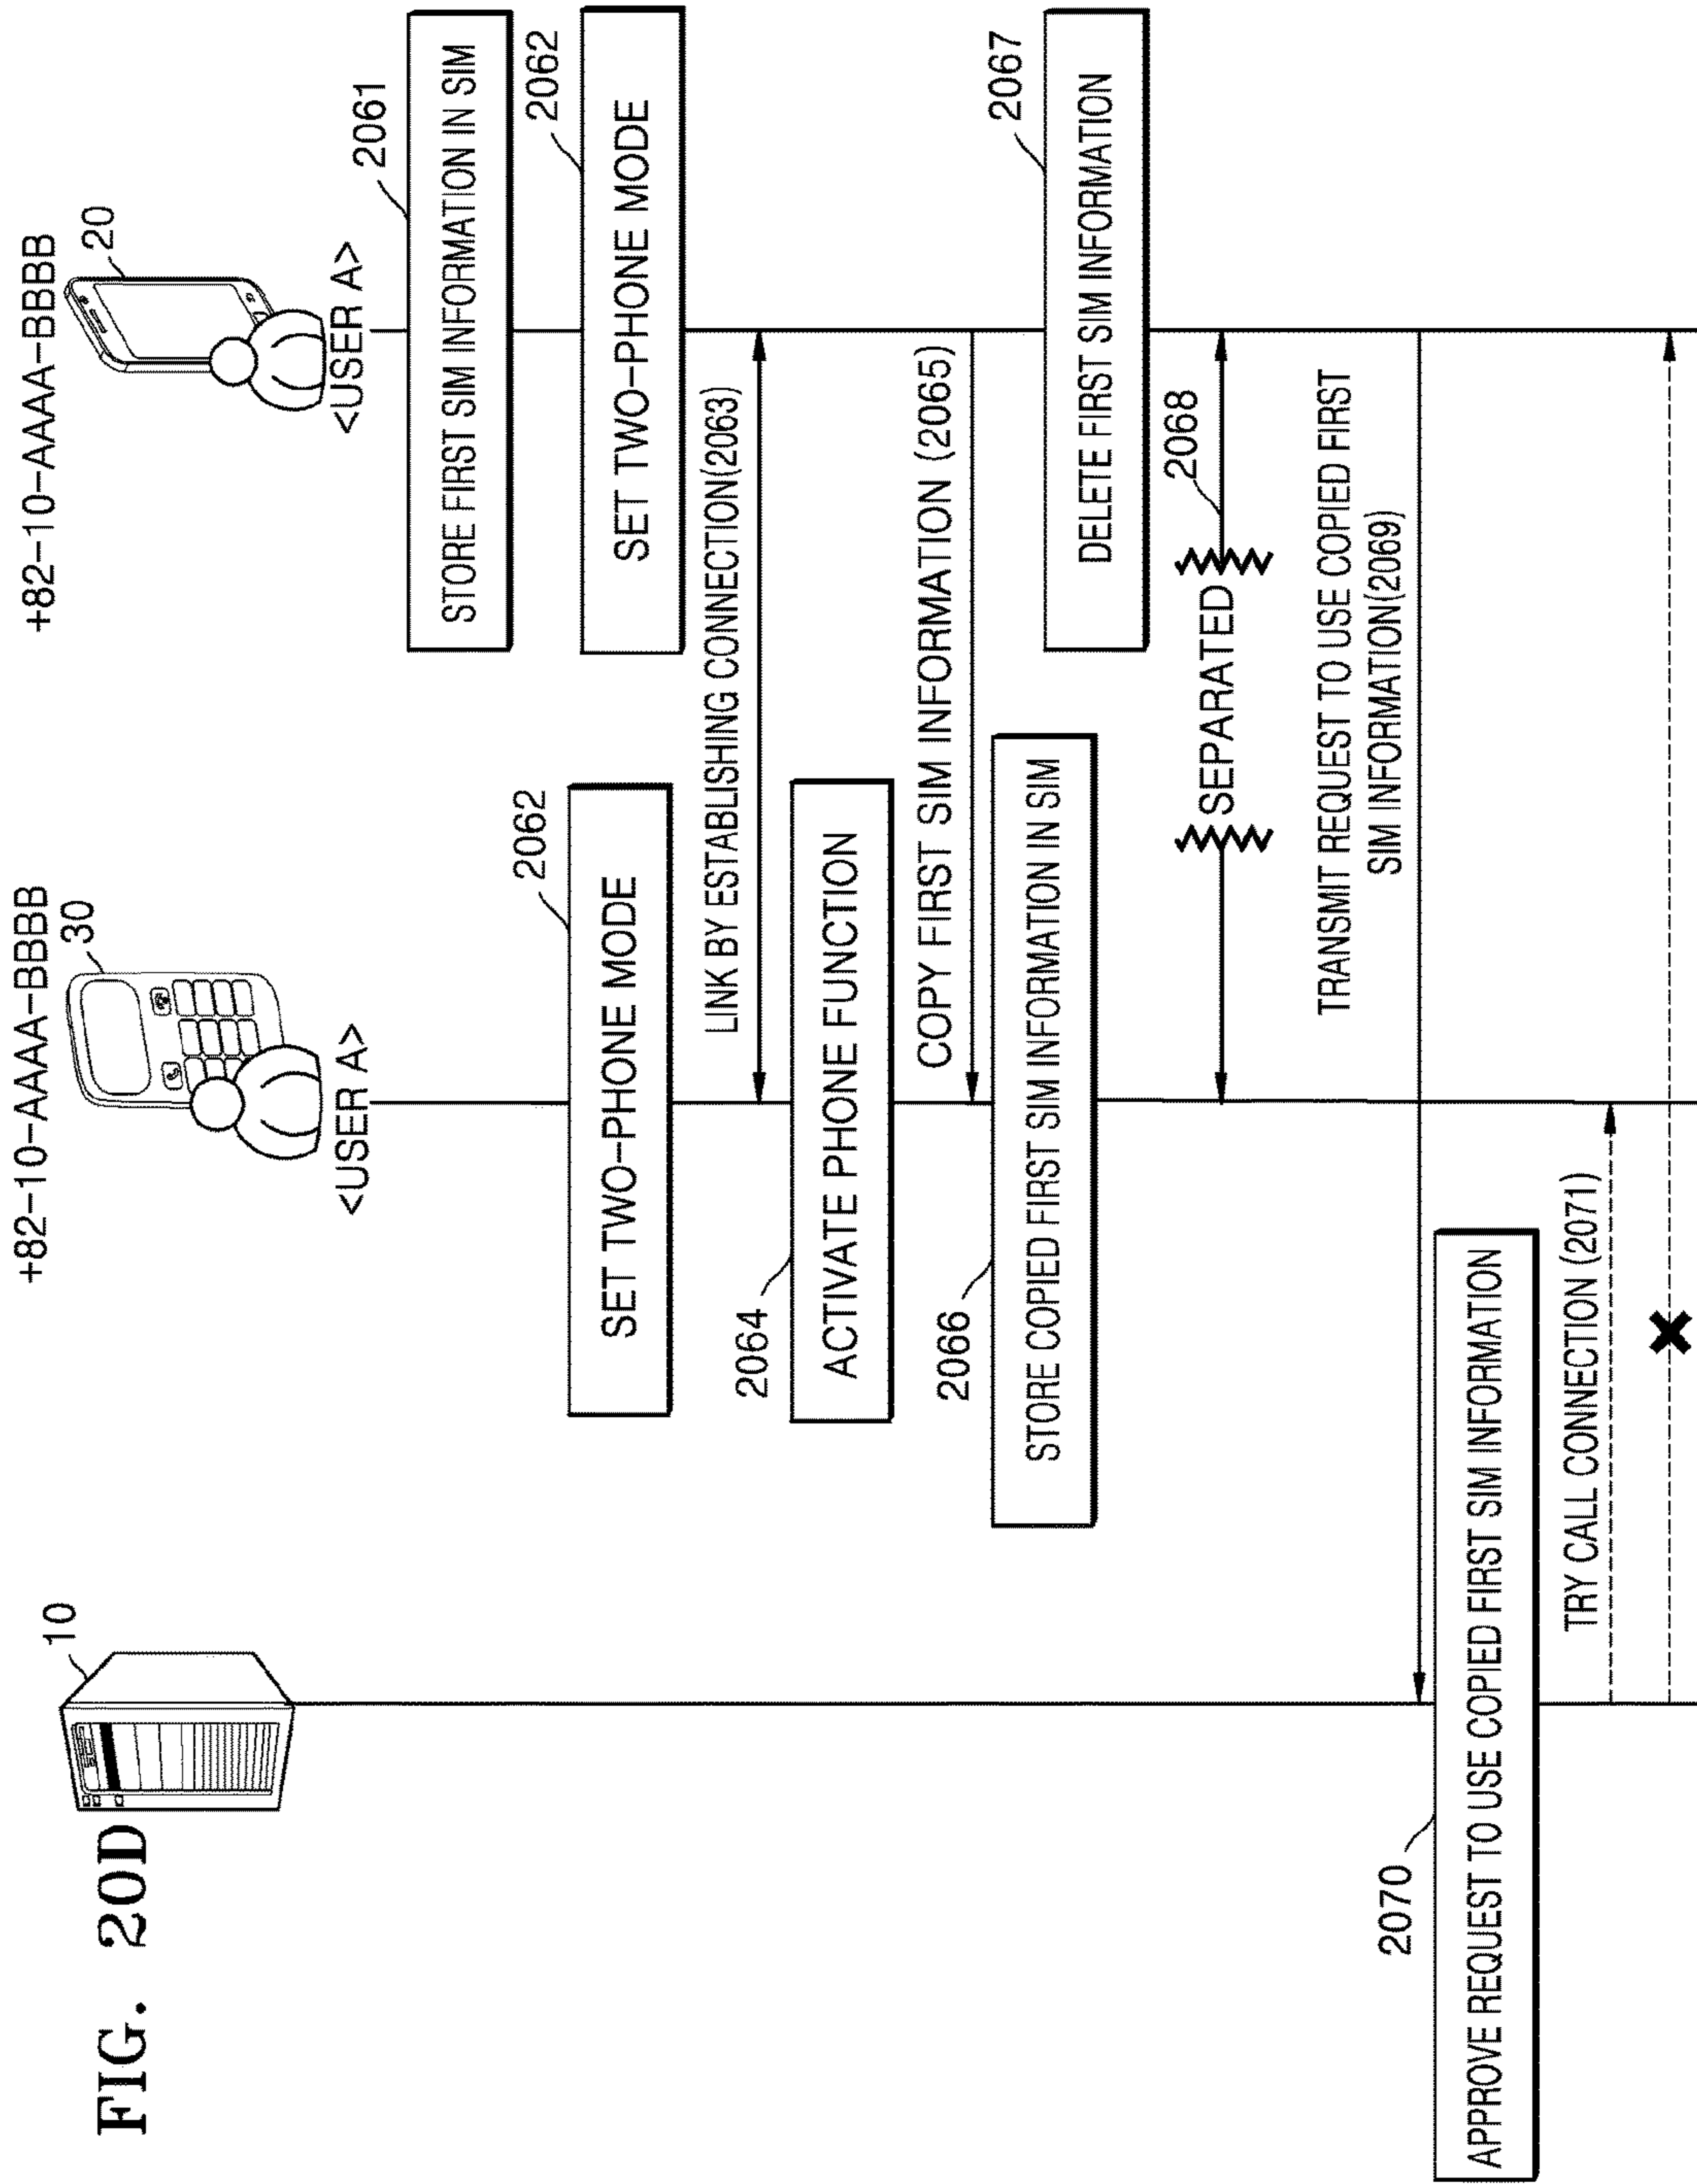 FIG. 20D
10
+82-10-AAAA-BBBB
30
<USER A>
+82-10-AAAA-BBBB
20
<USER A>
2061
STORE FIRST SIM INFORMATION IN SIM
2062
SET TWO-PHONE MODE
2062
SET TWO-PHONE MODE
LINK BY ESTABLISHING CONNECTION(2063)
2064
ACTIVATE PHONE FUNCTION
COPY FIRST SIM INFORMATION (2065)
2066
STORE COPIED FIRST SIM INFORMATION IN SIM
2067
DELETE FIRST SIM INFORMATION
SEPARATED
2068
TRANSMIT REQUEST TO USE COPIED FIRST
SIM INFORMATION(2069)
2070
APPROVE REQUEST TO USE COPIED FIRST SIM INFORMATION
TRY CALL CONNECTION (2071)